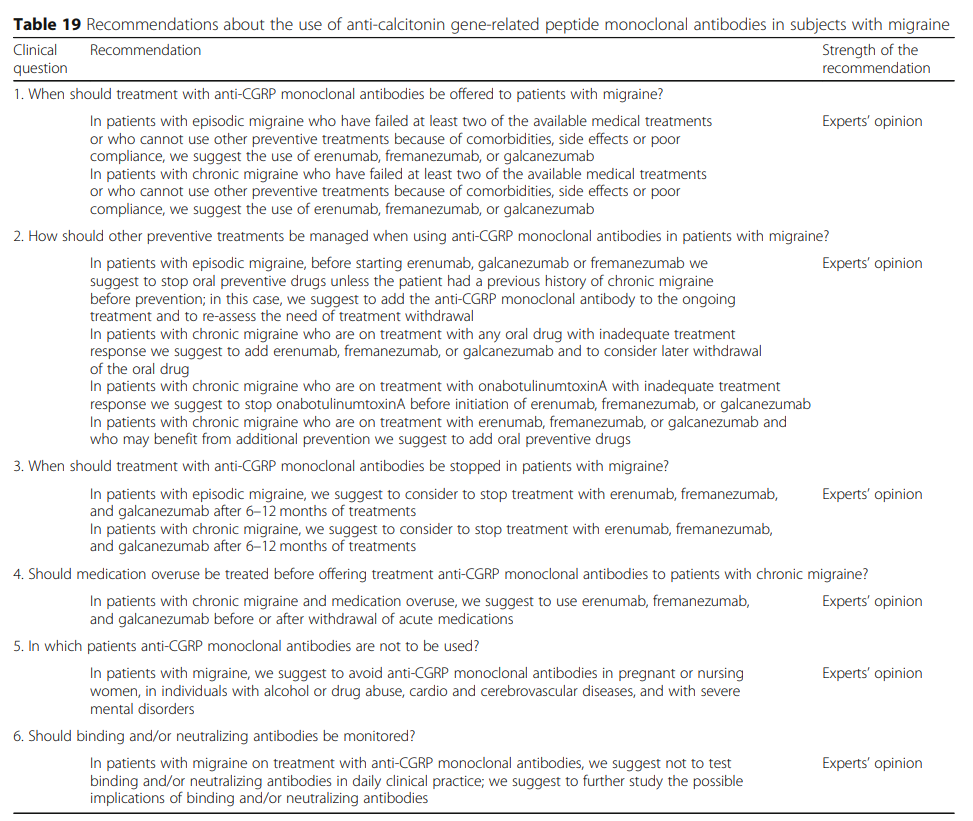 Table 19 Recommendations about the use of anti-calcitonin gene-related peptide monoclonal antibodies in subjects with migraine
Clinical question
Recommendation
Strength of the recommendation
1. When should treatment with anti-CGRP monoclonal antibodies be offered to patients with migraine?
In patients with episodic migraine who have failed at least two of the available medical treatments
or who cannot use other preventive treatments because of comorbidities, side effects or poor
compliance, we suggest the use of erenumab, fremanezumab, or galcanezumab
In patients with chronic migraine who have failed at least two of the available medical treatments
or who cannot use other preventive treatments because of comorbidities, side effects or poor
compliance, we suggest the use of erenumab, fremanezumab, or galcanezumab
Experts' opinion
2. How should other preventive treatments be managed when using anti-CGRP monoclonal antibodies in patients with migraine?
In patients with episodic migraine, before starting erenumab, galcanezumab or fremanezumab we
suggest to stop oral preventive drugs unless the patient had a previous history of chronic migraine
before prevention; in this case, we suggest to add the anti-CGRP monoclonal antibody to the ongoing
treatment and to re-assess the need of treatment withdrawal
In patients with chronic migraine who are on treatment with any oral drug with inadequate treatment
response we suggest to add erenumab, fremanezumab, or galcanezumab and to consider later withdrawal
of the oral drug
In patients with chronic migraine who are on treatment with onabotulinumtoxinA with inadequate treatment
response we suggest to stop onabotulinumtoxinA before initiation of erenumab, fremanezumab, or galcanezumab
In patients with chronic migraine who are on treatment with erenumab, fremanezumab, or galcanezumab and
who may benefit from additional prevention we suggest to add oral preventive drugs
Experts' opinion
3. When should treatment with anti-CGRP monoclonal antibodies be stopped in patients with migraine?
In patients with episodic migraine, we suggest to consider to stop treatment with erenumab, fremanezumab,
and galcanezumab after 6–12 months of treatments
In patients with chronic migraine, we suggest to consider to stop treatment with erenumab, fremanezumab,
and galcanezumab after 6–12 months of treatments
Experts' opinion
4. Should medication overuse be treated before offering treatment anti-CGRP monoclonal antibodies to patients with chronic migraine?
In patients with chronic migraine and medication overuse, we suggest to use erenumab, fremanezumab,
and galcanezumab before or after withdrawal of acute medications
Experts' opinion
5. In which patients anti-CGRP monoclonal antibodies are not to be used?
In patients with migraine, we suggest to avoid anti-CGRP monoclonal antibodies in pregnant or nursing
women, in individuals with alcohol or drug abuse, cardio and cerebrovascular diseases, and with severe
mental disorders
Experts' opinion
6. Should binding and/or neutralizing antibodies be monitored?
In patients with migraine on treatment with anti-CGRP monoclonal antibodies, we suggest not to test
binding and/or neutralizing antibodies in daily clinical practice; we suggest to further study the possible
implications of binding and/or neutralizing antibodies
Experts' opinion